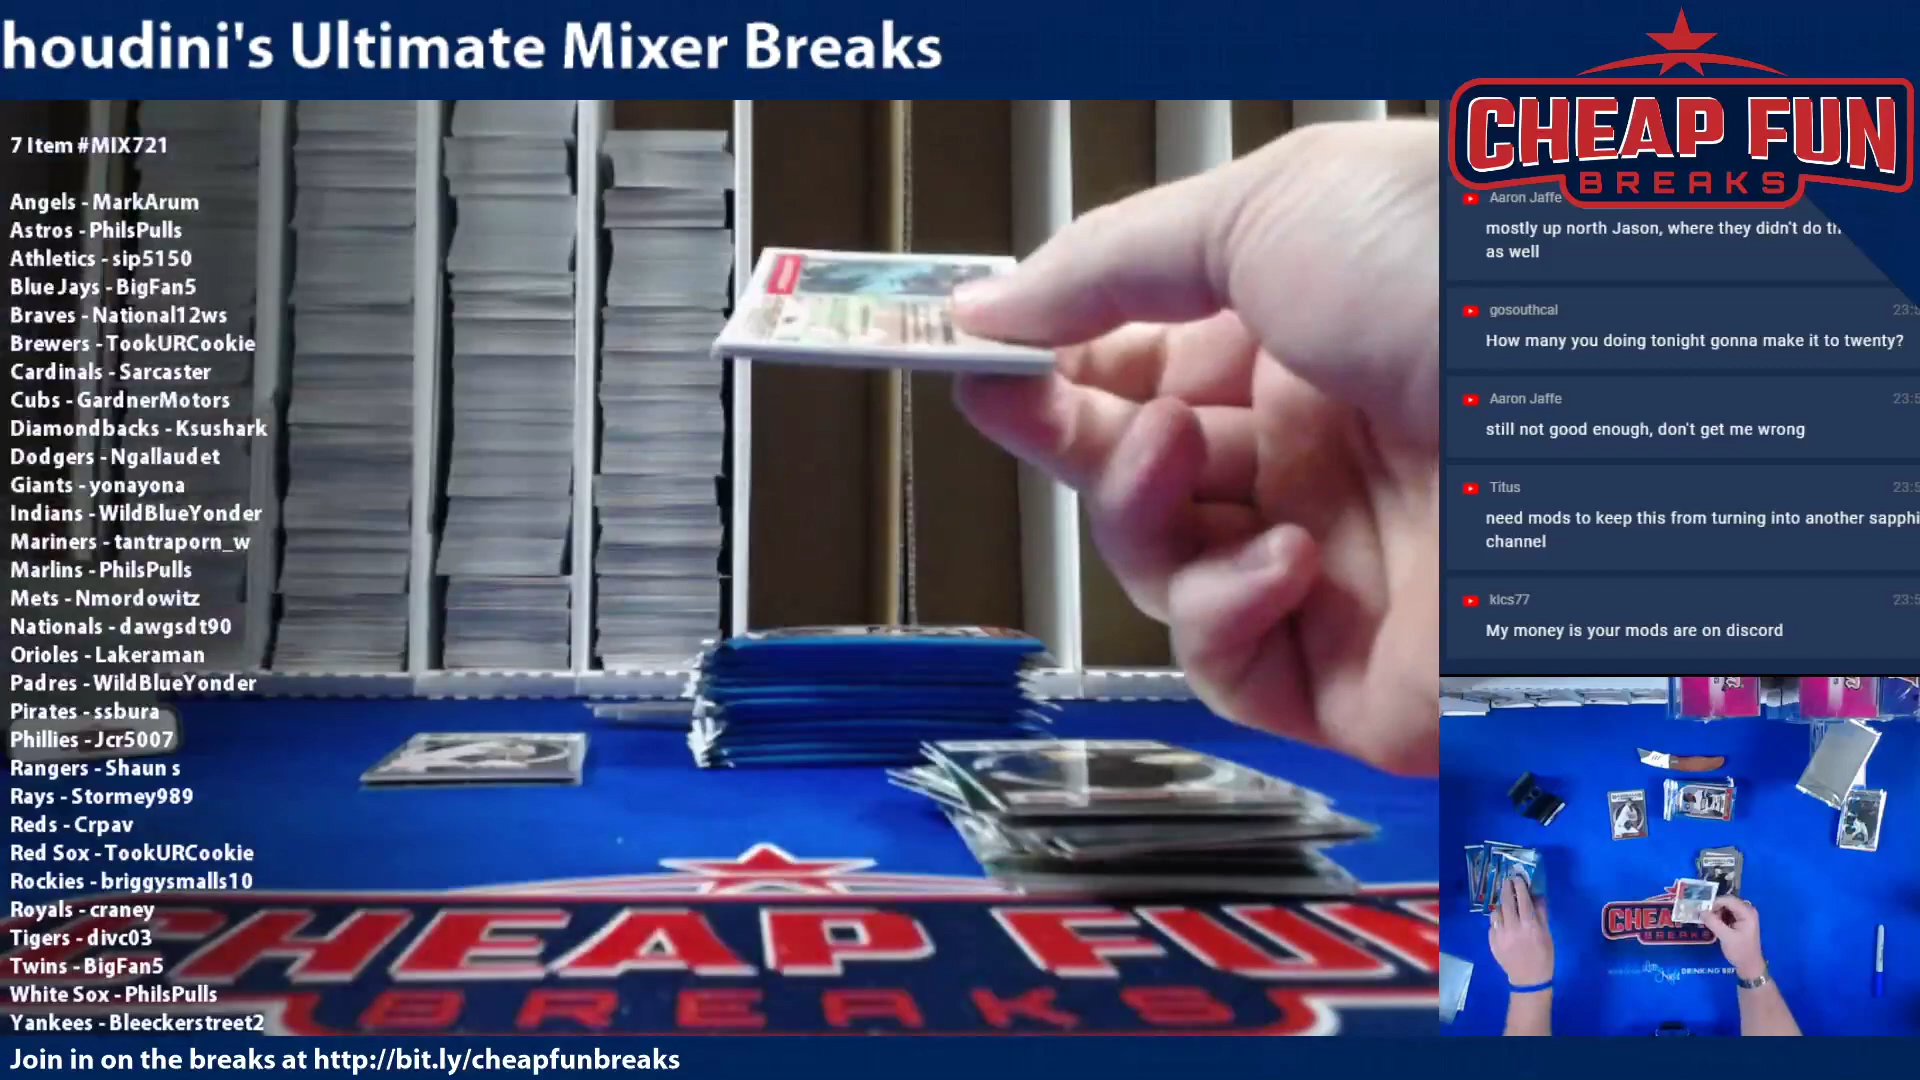 houdini's Ultimate Mixer Breaks
CHEAP FUN
BREAKS
7 Item #MIX721
Angels - MarkArum
Astros - PhilsPulls
Athletics - sip5150
Blue Jays - BigFan5
Braves - National12ws
Brewers - TookURCookie
Cardinals - Sarcaster
Cubs - GardnerMotors
Diamondbacks - Ksushark
Dodgers - Ngallaudet
Giants - yonayona
Indians - WildBlueYonder
Mariners - tantraporn_w
Marlins - PhilsPulls
Mets - Nmordowitz
Nationals - dawgsdt90
Orioles - Lakeraman
Padres - WildBlueYonder
Pirates - ssbura
Phillies - Jcr5007
Rangers - Shaun s
Rays - Stormey989
Reds - Crpav
Red Sox - TookURCookie
Rockies - briggysmalls10
Royals - craney
Tigers - divc03
Twins - BigFan5
White Sox - PhilsPulls
Yankees - Bleeckerstreet2
Aaron Jaffe
mostly up north Jason, where they didn't do
as well
gosouthcal
How many you doing tonight gonna make it to twenty?
Aaron Jaffe
still not good enough, don't get me wrong
Titus
need mods to keep this from turning into another
channel
kics77
My money is your mods are on discord
CHEAP FUN
BREAKS
CHEAP
BREAKS
DRINKING
Join in on the breaks at http://bit.ly/cheapfunbreaks